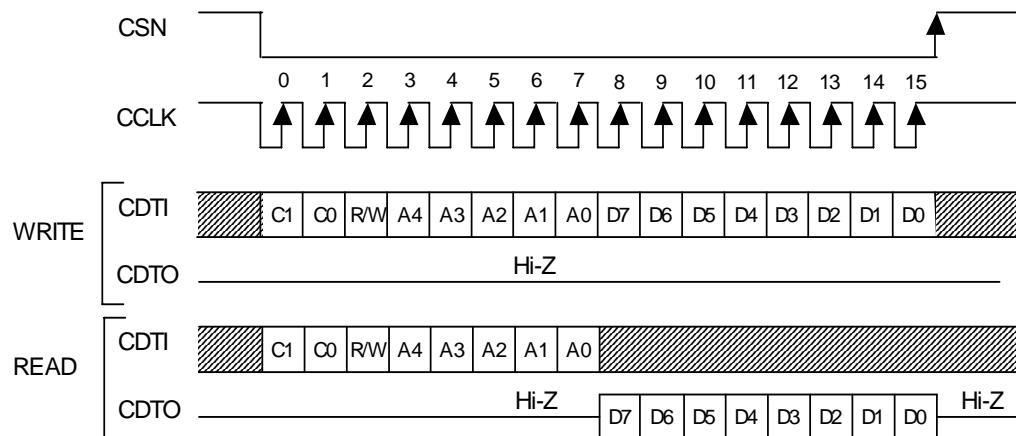 CSN
0 1 2 3 4 5 6 7 8 9 10 11 12 13 14 15
CCLK
WRITE
CDTI C1 C0 R/W A4 A3 A2 A1 A0 D7 D6 D5 D4 D3 D2 D1 D0
CDTO Hi-Z
READ
CDTI C1 C0 R/W A4 A3 A2 A1 A0
CDTO Hi-Z D7 D6 D5 D4 D3 D2 D1 D0 Hi-Z